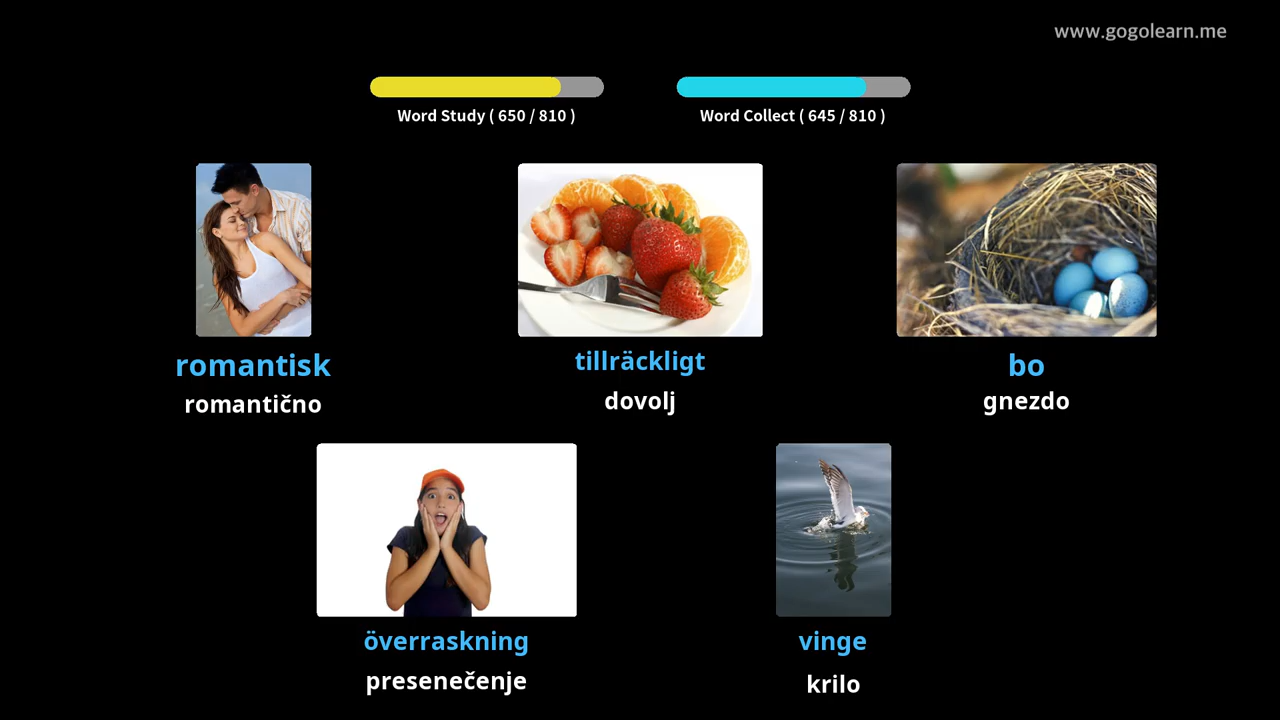 www.gogolearn.me
Word Study ( 650 / 810 )
Word Collect ( 645 / 810 )
romantisk
romantično
tillräckligt
dovolj
bo
gnezdo
överraskning
presenečenje
vinge
krilo